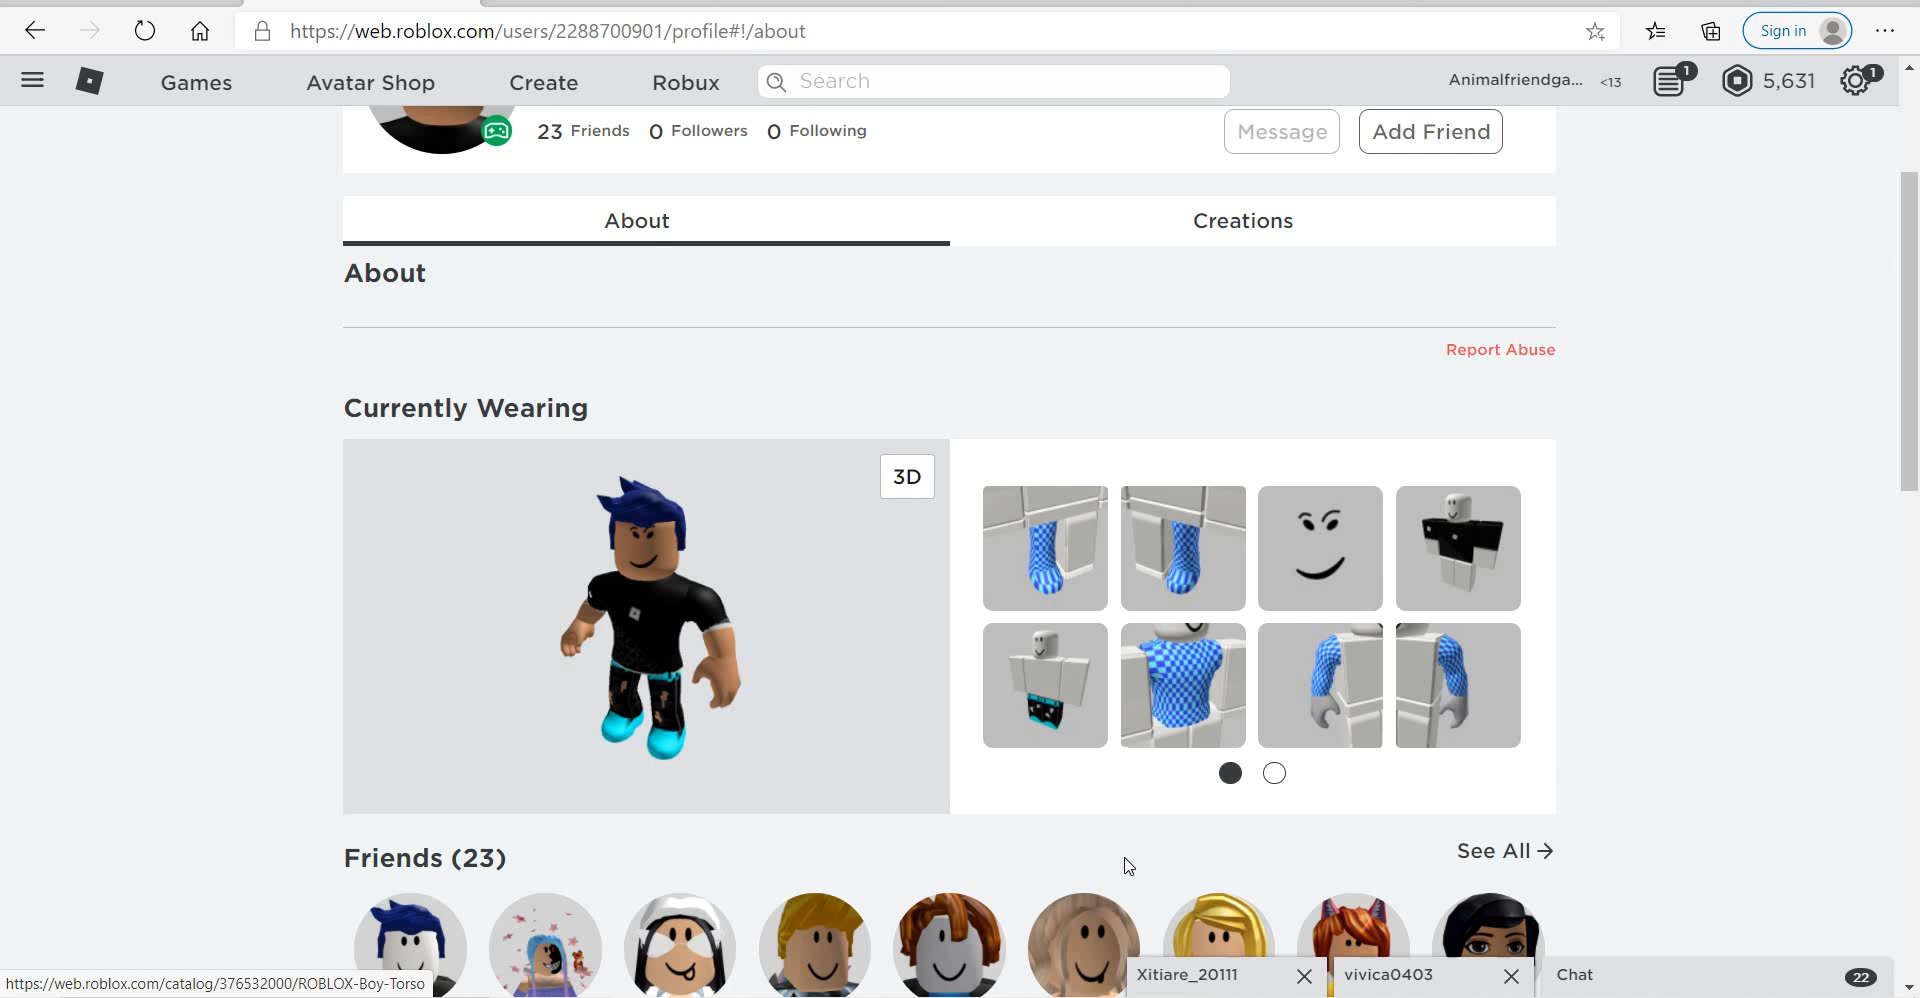 https://web.roblox.com/users/2288700901/profile#!/about
Sign in
Games
Avatar Shop
Create
Robux
Search
Animalfriendga...
<13
1
5,631
1
23 Friends
0 Followers
0 Following
Message
Add Friend
About
Creations
About
Report Abuse
Currently Wearing
3D
Friends (23)
See All
Xitiare_20111
vivica0403
Chat
22
https://web.roblox.com/catalog/376532000/ROBLOX-Boy-Torso